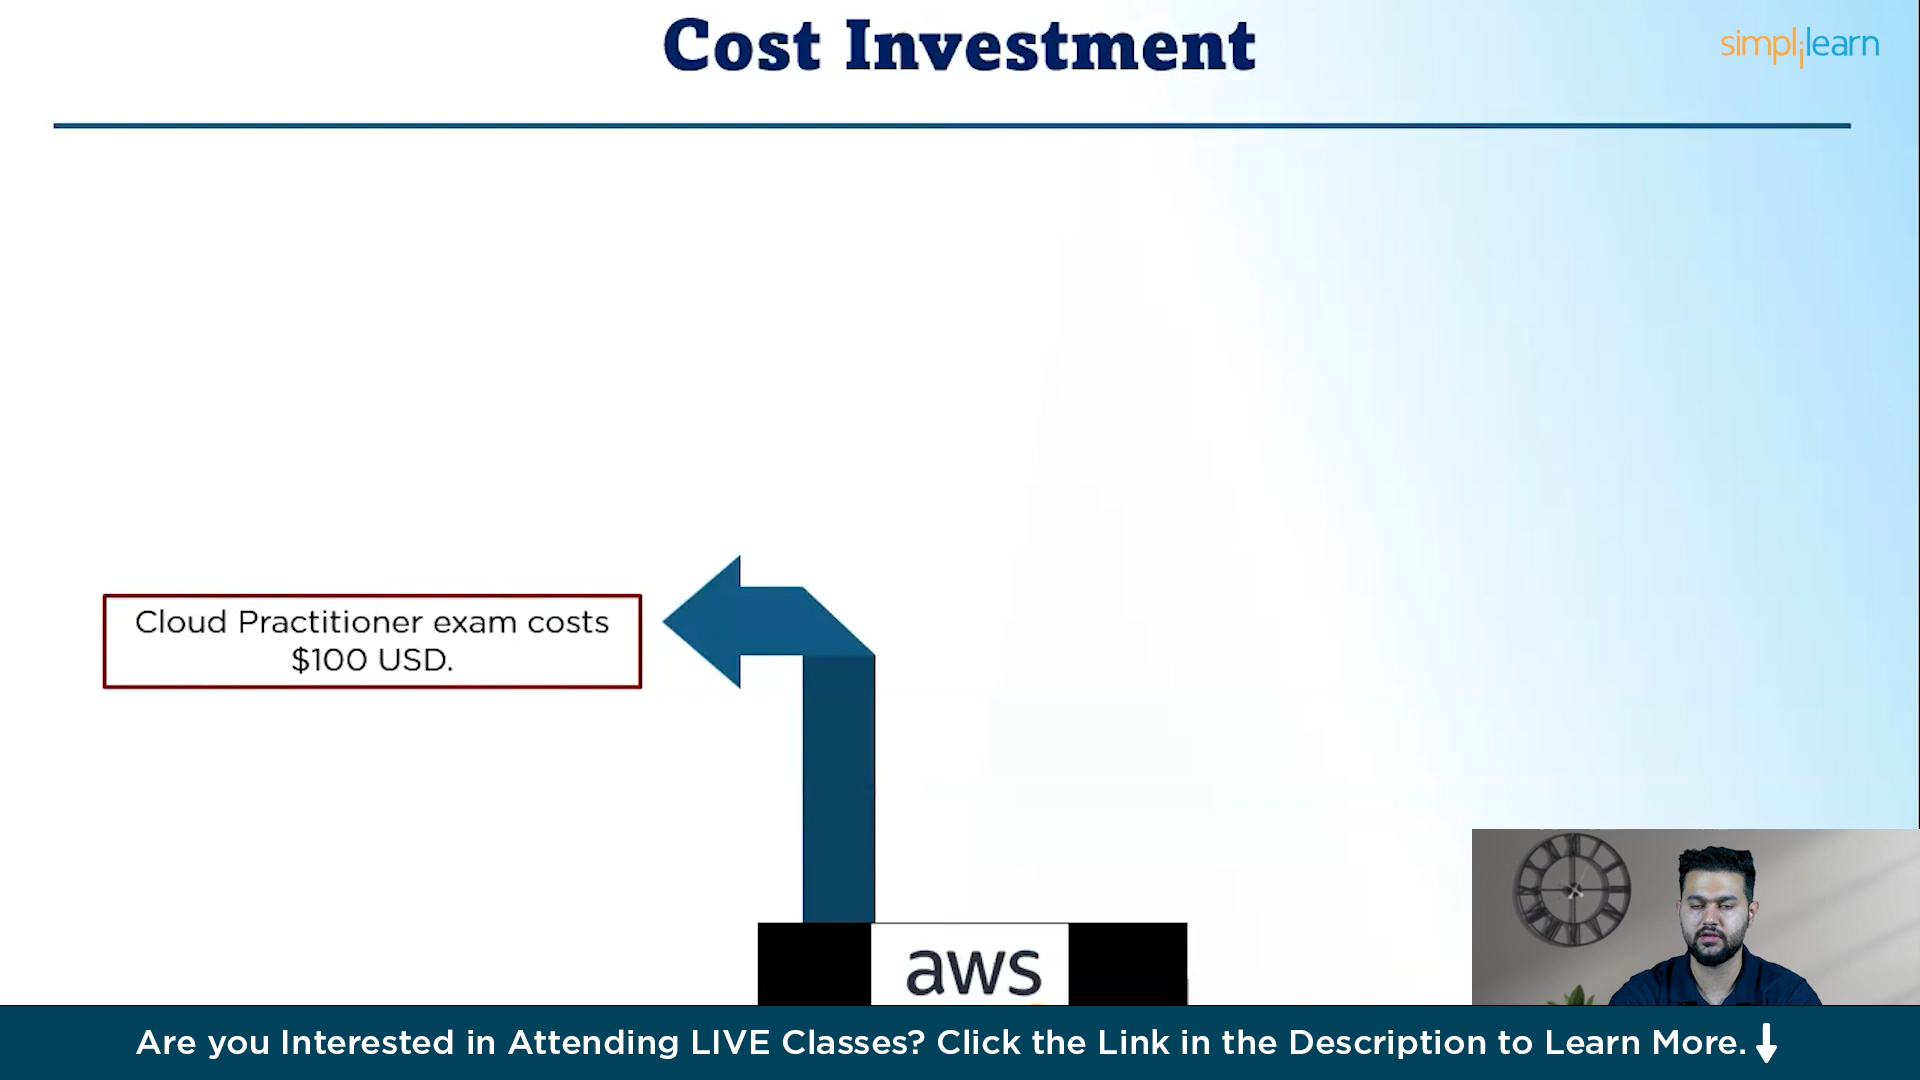 Cost Investment
simplilearn
Cloud Practitioner exam costs
$100 USD.
aws
Are you Interested in Attending LIVE Classes? Click the Link in the Description to Learn More.